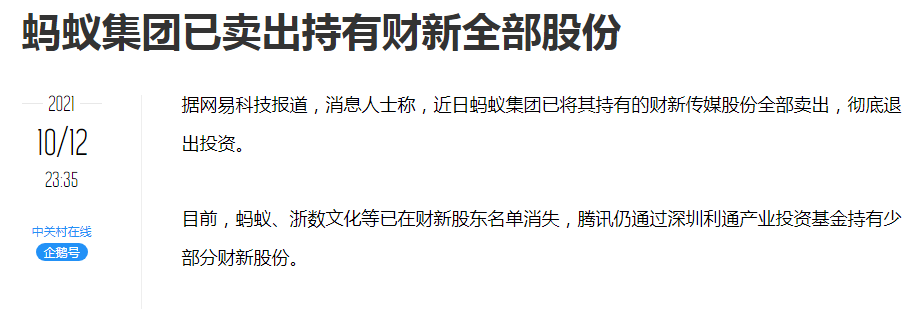 蚂蚁集团已卖出持有财新全部股份
2021
10/12
23:35
中关村在线
企鹅号
据网易科技报道，消息人士称，近日蚂蚁集团已将其持有的财新传媒股份全部卖出，彻底退
出投资。
目前，蚂蚁、浙数文化等已在财新股东名单消失，腾讯仍通过深圳利通产业投资基金持有少
部分财新股份。